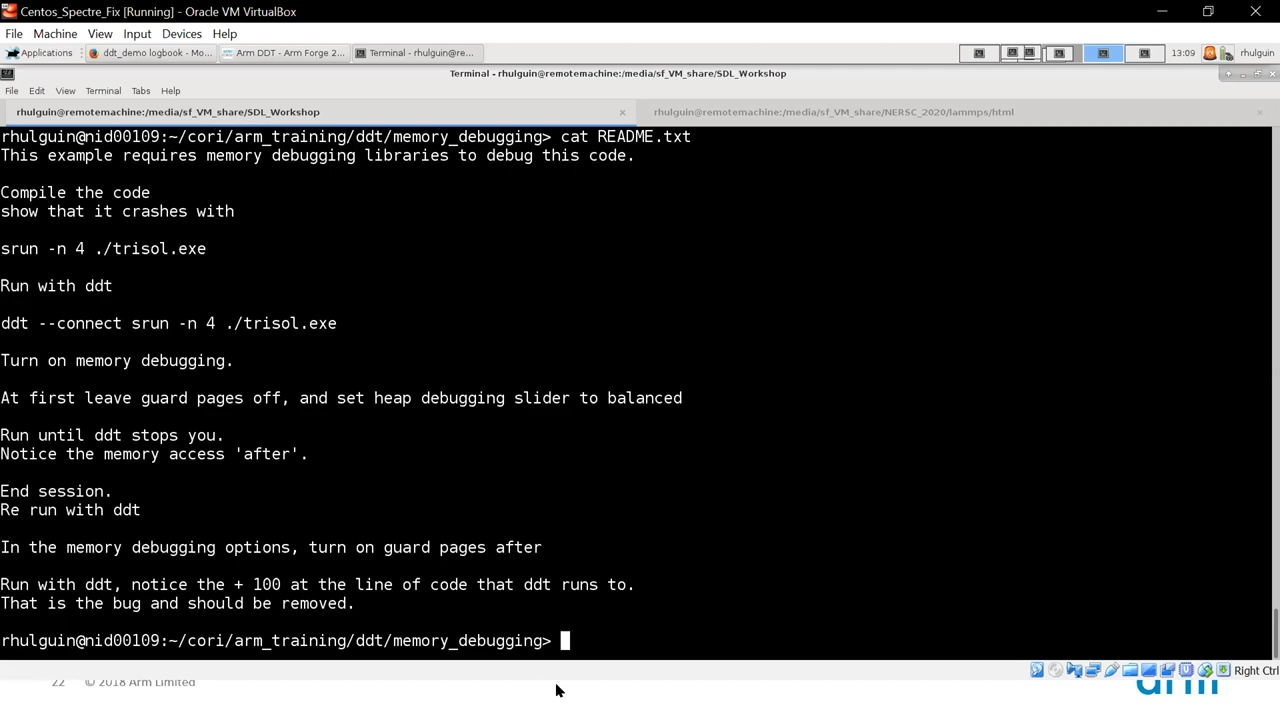 Centos_Spectre_Fix [Running] - Oracle VM VirtualBox
File Machine View Input Devices Help
Applications ddt_demo logbook - Mo... Arm DDT - Arm Forge 2... Terminal - rhulguin@re... 13:09 rhulguin
Terminal - rhulguin@remotemachine:/media/sf_VM_share/SDL_Workshop
File Edit View Terminal Tabs Help
rhulguin@remotemachine:/media/sf_VM_share/SDL_Workshop × rhulguin@remotemachine:/media/sf_VM_share/NERSC_2020/lammps/html ×
rhulguin@nid00109:~/cori/arm_training/ddt/memory_debugging> cat README.txt
This example requires memory debugging libraries to debug this code.
Compile the code
show that it crashes with
srun -n 4 ./trisol.exe
Run with ddt
ddt --connect srun -n 4 ./trisol.exe
Turn on memory debugging.
At first leave guard pages off, and set heap debugging slider to balanced
Run until ddt stops you.
Notice the memory access 'after'.
End session.
Re run with ddt
In the memory debugging options, turn on guard pages after
Run with ddt, notice the + 100 at the line of code that ddt runs to.
That is the bug and should be removed.
rhulguin@nid00109:~/cori/arm_training/ddt/memory_debugging>
Right Ctrl
22 © 2018 Arm Limited
arm